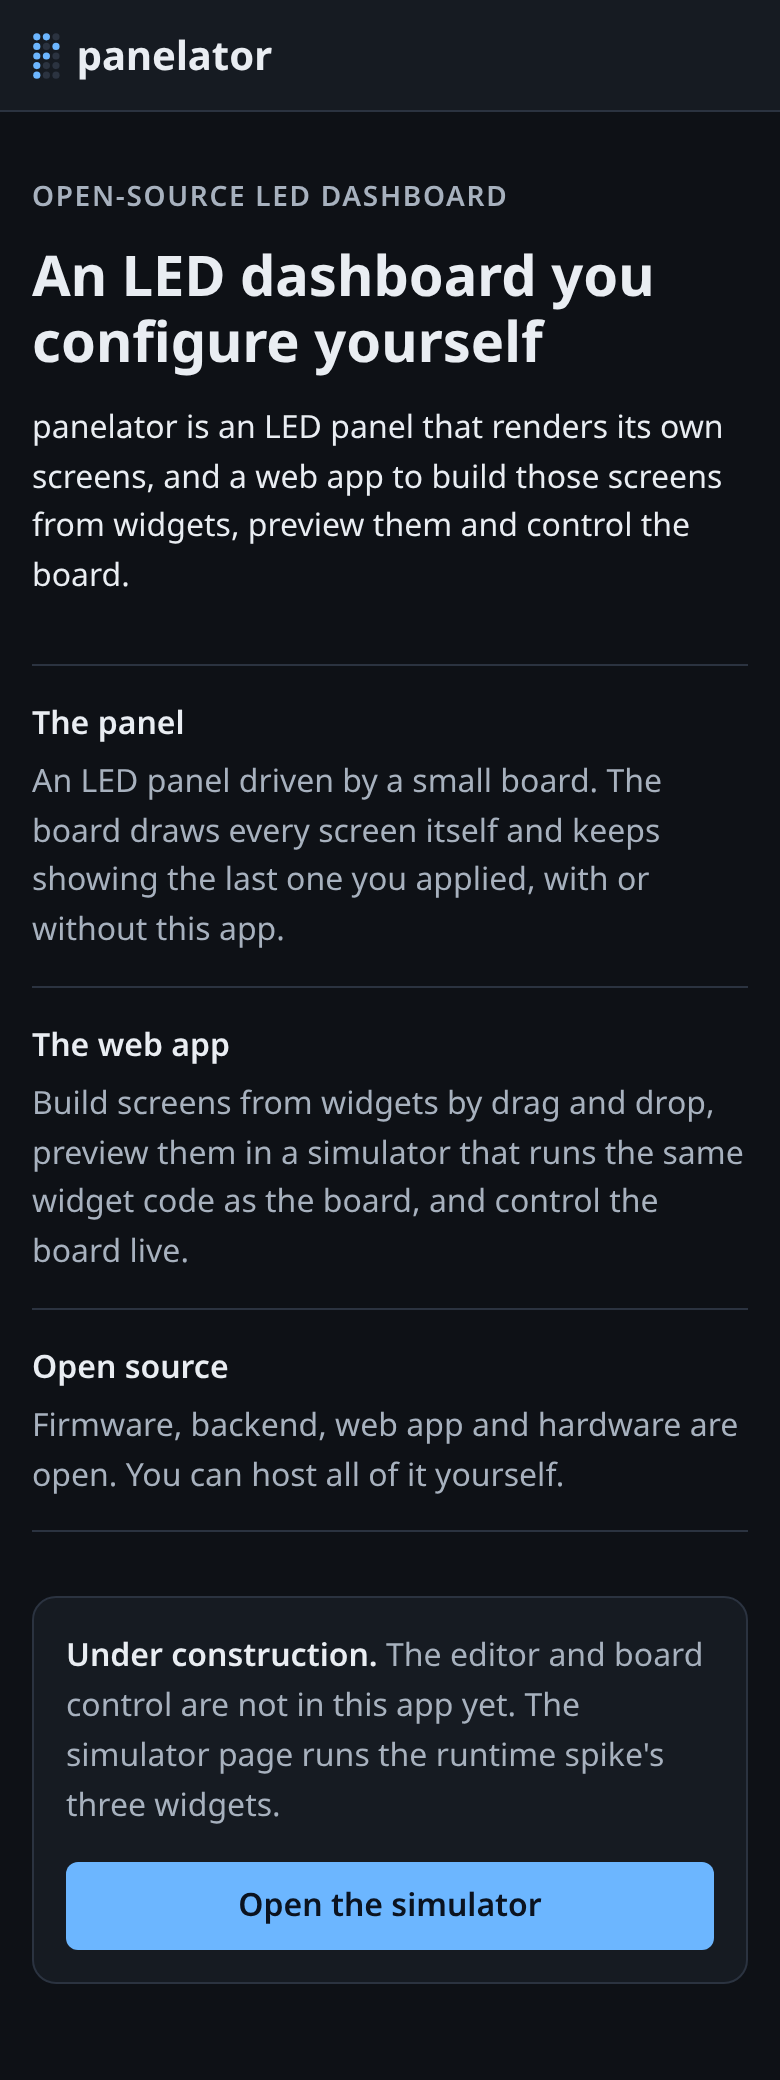 panelator
OPEN-SOURCE LED DASHBOARD
An LED dashboard you
configure yourself
panelator is an LED panel that renders its own
screens, and a web app to build those screens
from widgets, preview them and control the
board.
The panel
An LED panel driven by a small board. The
board draws every screen itself and keeps
showing the last one you applied, with or
without this app.
The web app
Build screens from widgets by drag and drop,
preview them in a simulator that runs the same
widget code as the board, and control the
board live.
Open source
Firmware, backend, web app and hardware are
open. You can host all of it yourself.
Under construction. The editor and board
control are not in this app yet. The
simulator page runs the runtime spike's
three widgets.
Open the simulator